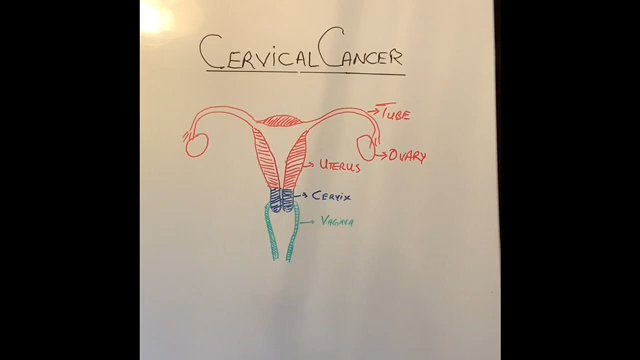 CERVICAL CANCER
TUBE
OVARY
UTERUS
CERVIX
VAGINA